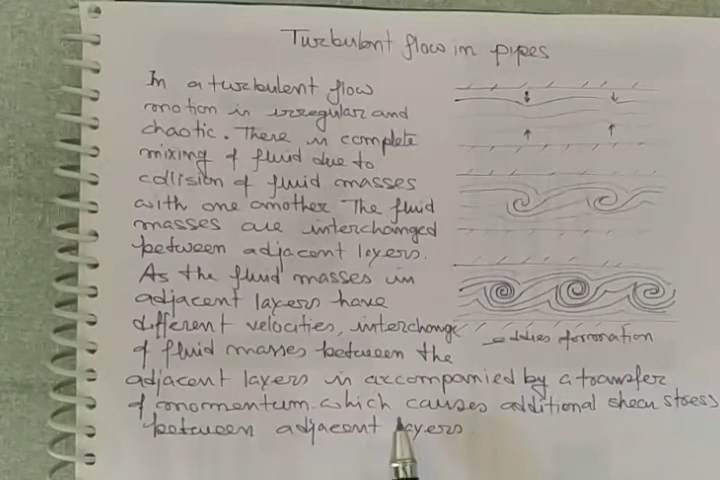 Turbulent flow in pipes
In a turbulent flow
motion is irregular and
chaotic. There is complete
mixing of fluid due to
collision of fluid masses
with one another The fluid
masses are interchanged
between adjacent layers.
As the fluid masses in
adjacent layers have
different velocities, interchange
of fluid masses between the
adjacent layers is accompanied by a transfer
of momentum which causes additional shear stress
between adjacent layers
eddies formation